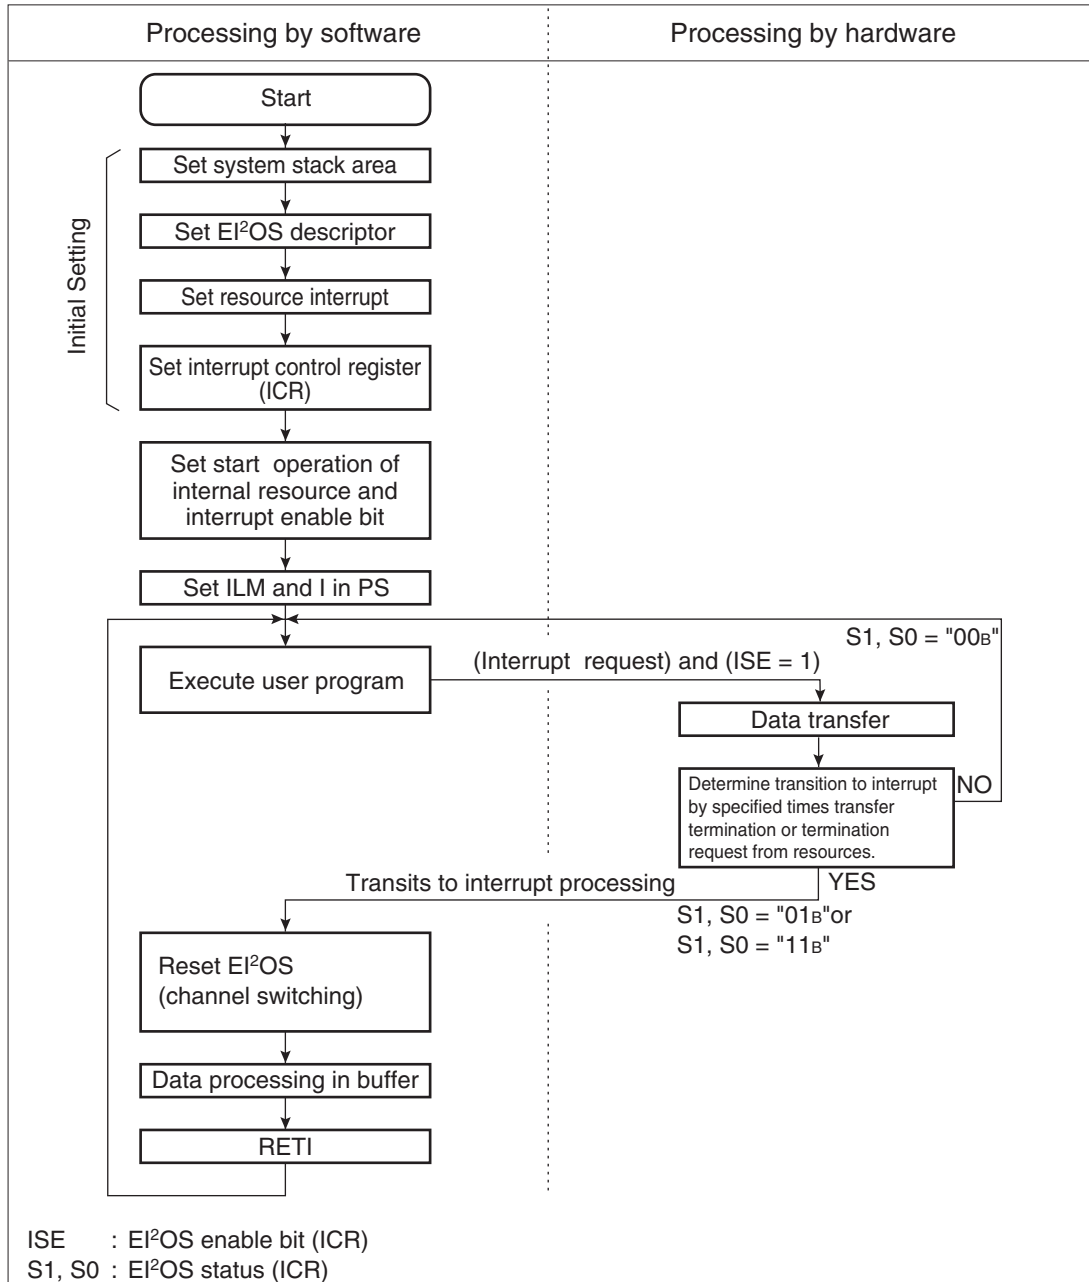 Processing by software
Processing by hardware
Start
Set system stack area
Set EI²OS descriptor
Set resource interrupt
Set interrupt control register
(ICR)
Initial Setting
Set start operation of
internal resource and
interrupt enable bit
Set ILM and I in PS
S1, S0 = "00B"
Execute user program
(Interrupt request) and (ISE = 1)
Data transfer
Determine transition to interrupt
by specified times transfer
termination or termination
request from resources.
NO
YES
Transits to interrupt processing
S1, S0 = "01B"or
S1, S0 = "11B"
Reset EI²OS
(channel switching)
Data processing in buffer
RETI
ISE : EI²OS enable bit (ICR)
S1, S0 : EI²OS status (ICR)